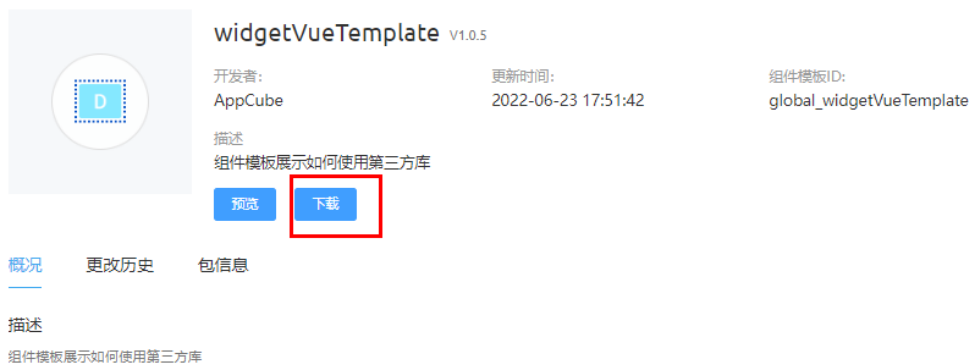 widgetVueTemplate V1.0.5
开发者: 更新时间: 组件模板ID:
AppCube 2022-06-23 17:51:42 global_widgetVueTemplate
D
描述
组件模板展示如何使用第三方库
预览 下载
概况 更改历史 包信息
描述
组件模板展示如何使用第三方库